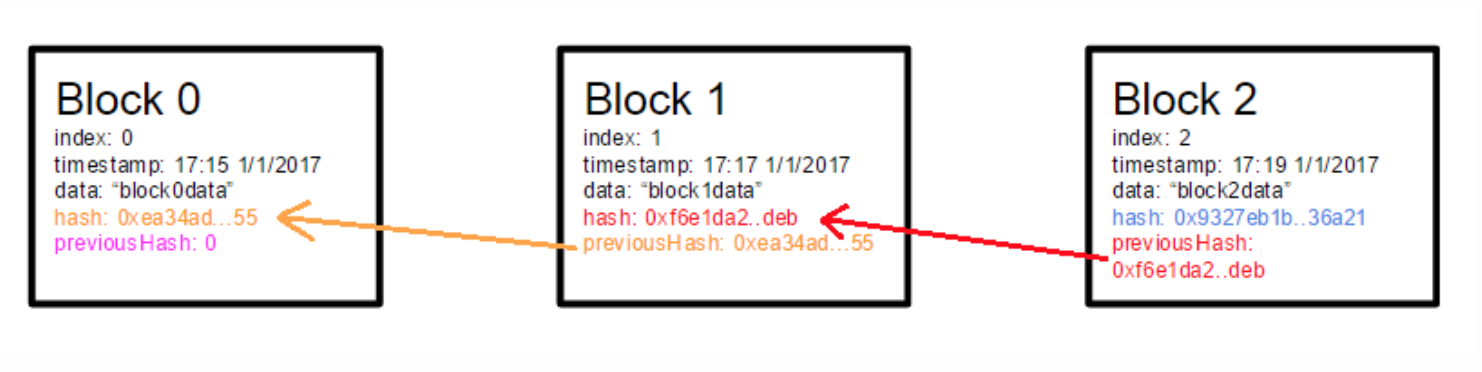 Block 0
index: 0
timestamp: 17:15 1/1/2017
data: “block0data”
hash: 0xea34ad...55
previousHash: 0
Block 1
index: 1
timestamp: 17:17 1/1/2017
data: “block1data”
hash: 0xf6e1da2..deb
previousHash: 0xea34ad...55
Block 2
index: 2
timestamp: 17:19 1/1/2017
data: “block2data”
hash: 0x9327eb1b..36a21
previousHash:
0xf6e1da2..deb